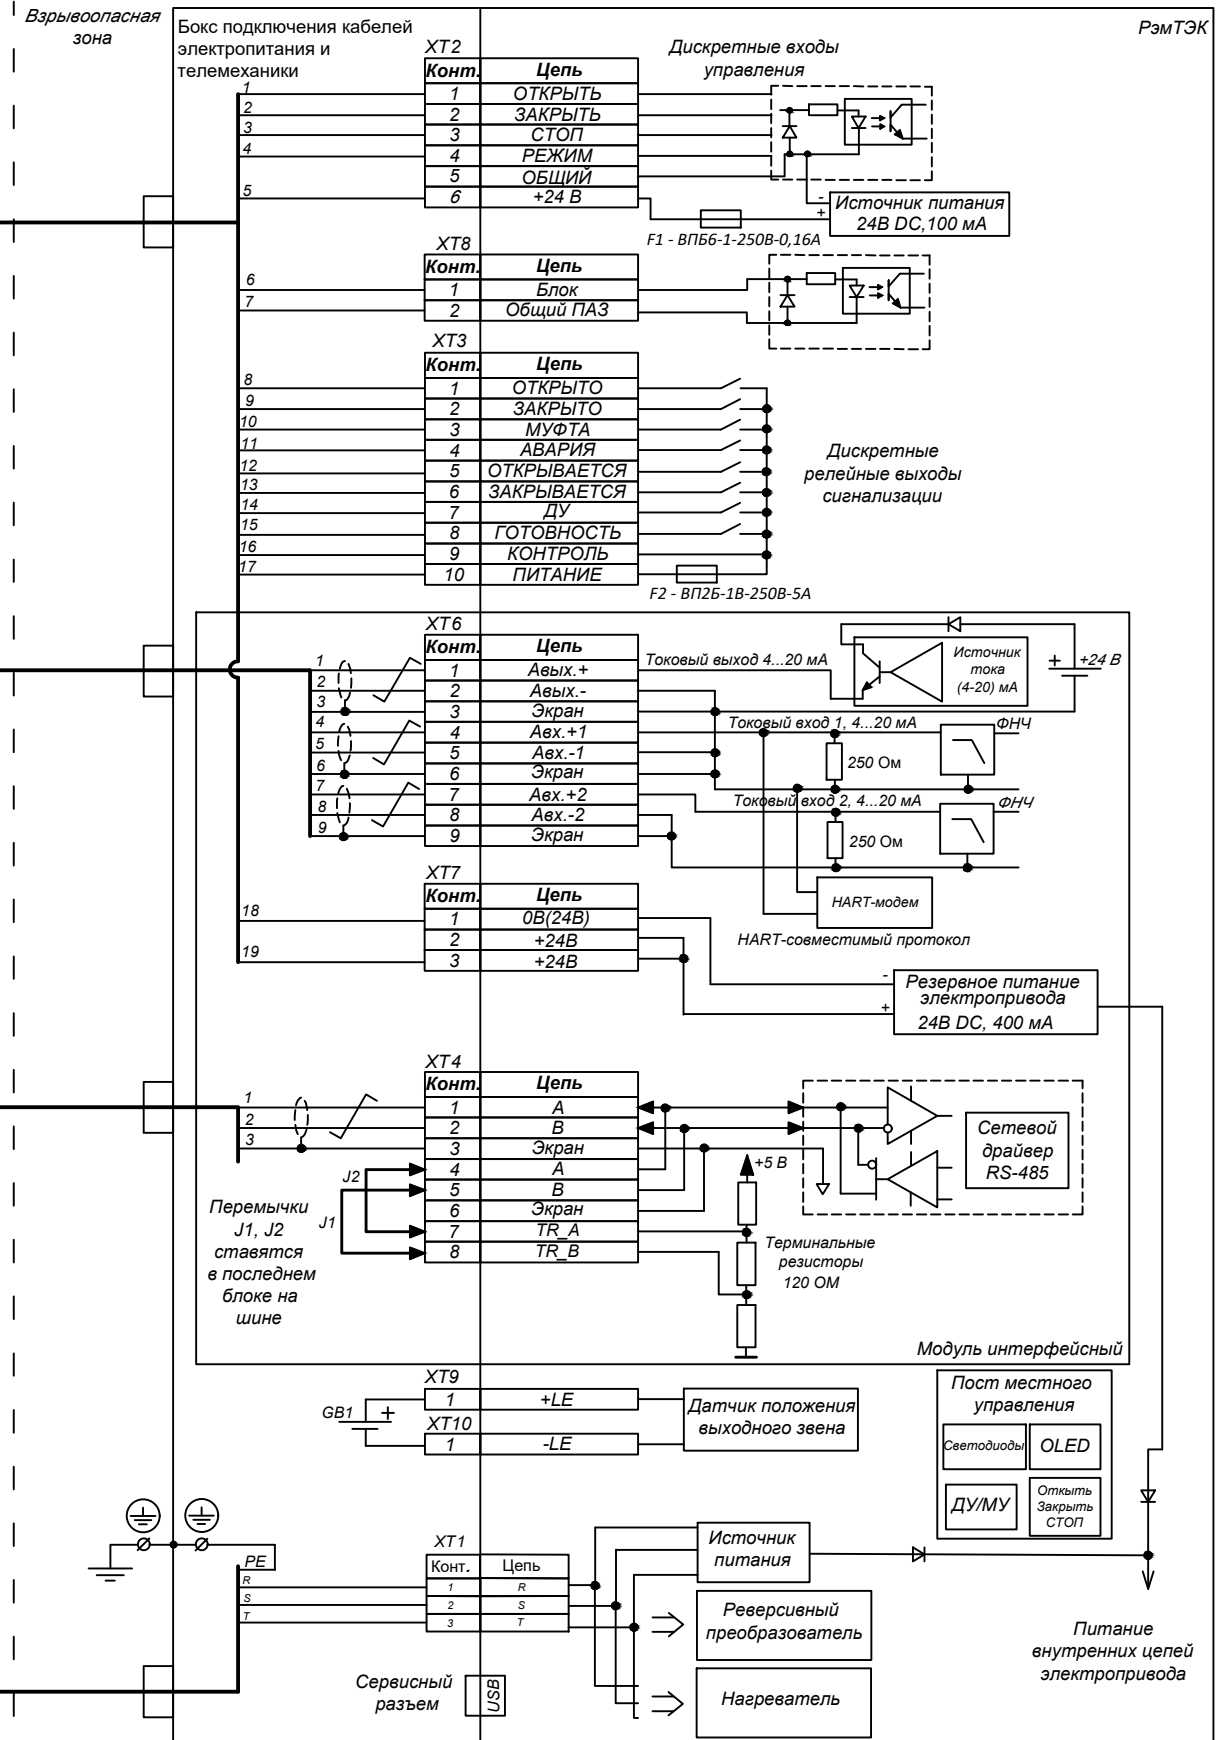 Взрывоопасная
зона
Бокс подключения кабелей
электропитания и
телемеханики
РэмТЭК
XT2
Конт. Цепь
1 1 ОТКРЫТЬ
2 2 ЗАКРЫТЬ
3 3 СТОП
4 4 РЕЖИМ
5 ОБЩИЙ
5 6 +24 В
Дискретные входы
управления
-
+
Источник питания
24В DC,100 мА
F1 - ВПБ6-1-250В-0,16А
XT8
Конт. Цепь
6 1 Блок
7 2 Общий ПАЗ
XT3
Конт. Цепь
8 1 ОТКРЫТО
9 2 ЗАКРЫТО
10 3 МУФТА
11 4 АВАРИЯ
12 5 ОТКРЫВАЕТСЯ
13 6 ЗАКРЫВАЕТСЯ
14 7 ДУ
15 8 ГОТОВНОСТЬ
16 9 КОНТРОЛЬ
17 10 ПИТАНИЕ
Дискретные
релейные выходы
сигнализации
F2 - ВП2Б-1В-250В-5А
XT6
Конт. Цепь
1 1 Авых.+
2 2 Авых.-
3 3 Экран
4 4 Авх.+1
5 5 Авх.-1
6 6 Экран
7 7 Авх.+2
8 8 Авх.-2
9 9 Экран
Токовый выход 4...20 мА
Источник
тока
(4-20) мА
+ +24 В
Токовый вход 1, 4...20 мА
ФНЧ
250 Ом
Токовый вход 2, 4...20 мА
ФНЧ
250 Ом
HART-модем
HART-совместимый протокол
XT7
Конт. Цепь
18 1 0В(24В)
2 +24В
19 3 +24В
-
+
Резервное питание
электропривода
24В DC, 400 мА
XT4
Конт. Цепь
1 1 A
2 2 B
3 3 Экран
4 A
5 B
6 Экран
7 TR_A
8 TR_B
J2
J1
Перемычки
J1, J2
ставятся
в последнем
блоке на
шине
+5 В
Терминальные
резисторы
120 ОМ
Сетевой
драйвер
RS-485
Модуль интерфейсный
XT9
1 +LE
XT10
1 -LE
GB1 +
Датчик положения
выходного звена
Пост местного
управления
Светодиоды
OLED
ДУ/МУ
Откыть
Закрыть
СТОП
PE
R
S
T
XT1
Конт. Цепь
1 R
2 S
3 T
Источник
питания
Реверсивный
преобразователь
Нагреватель
Питание
внутренних цепей
электропривода
Сервисный
разъем
USB